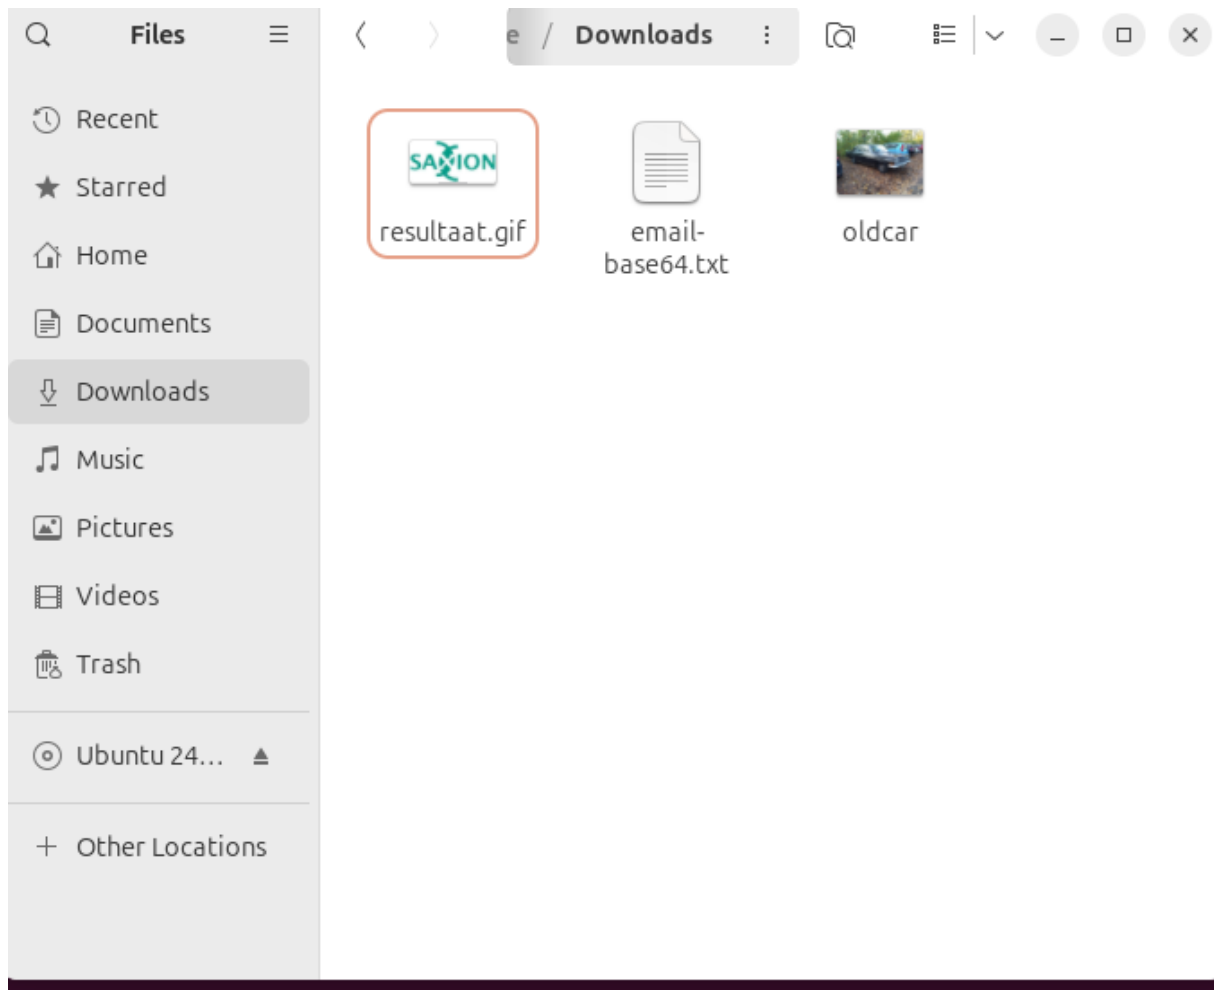 Files
e / Downloads
Recent
Starred
Home
Documents
Downloads
Music
Pictures
Videos
Trash
Ubuntu 24…
Other Locations
SAXION
resultaat.gif
email-
base64.txt
oldcar